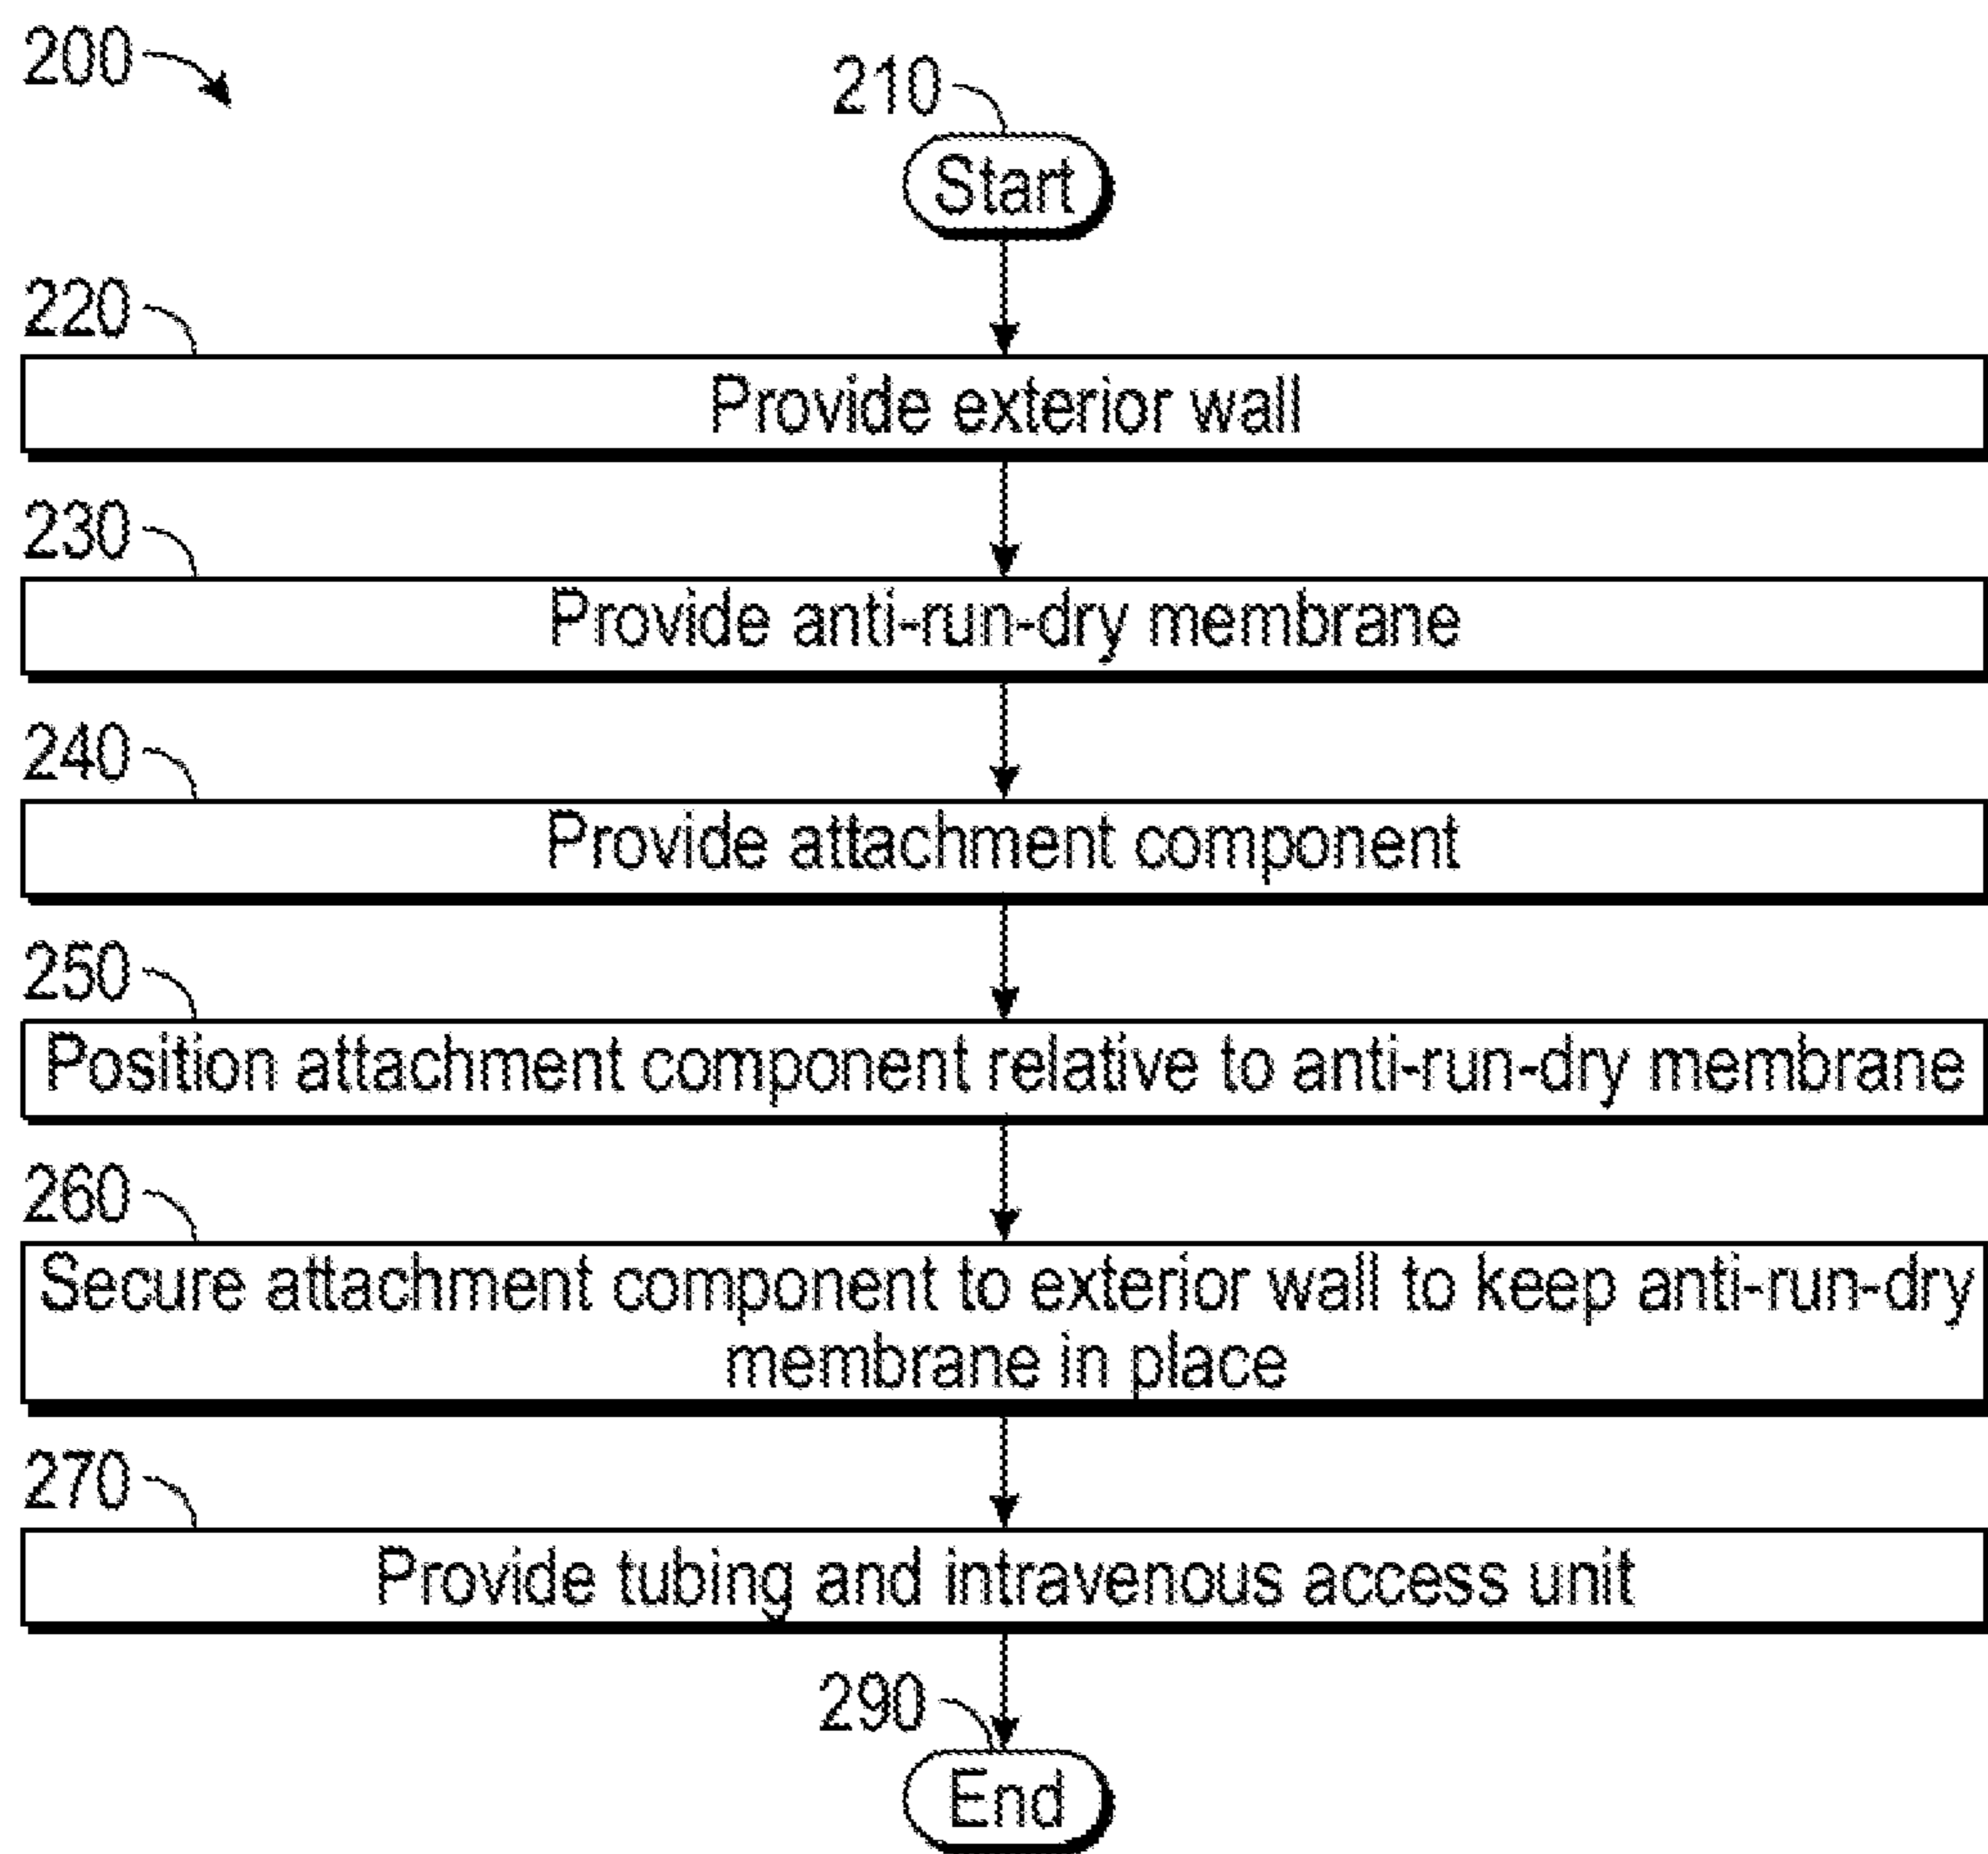 200
210
Start
220
Provide exterior wall
230
Provide anti-run-dry membrane
240
Provide attachment component
250
Position attachment component relative to anti-run-dry membrane
260
Secure attachment component to exterior wall to keep anti-run-dry
membrane in place
270
Provide tubing and intravenous access unit
290
End